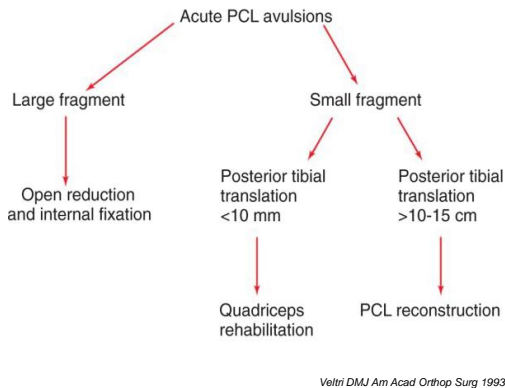 Acute PCL avulsions
Large fragment
Small fragment
Open reduction
and internal fixation
Posterior tibial
translation
<10 mm
Posterior tibial
translation
>10-15 cm
Quadriceps
rehabilitation
PCL reconstruction
Veltri DMJ Am Acad Orthop Surg 1993